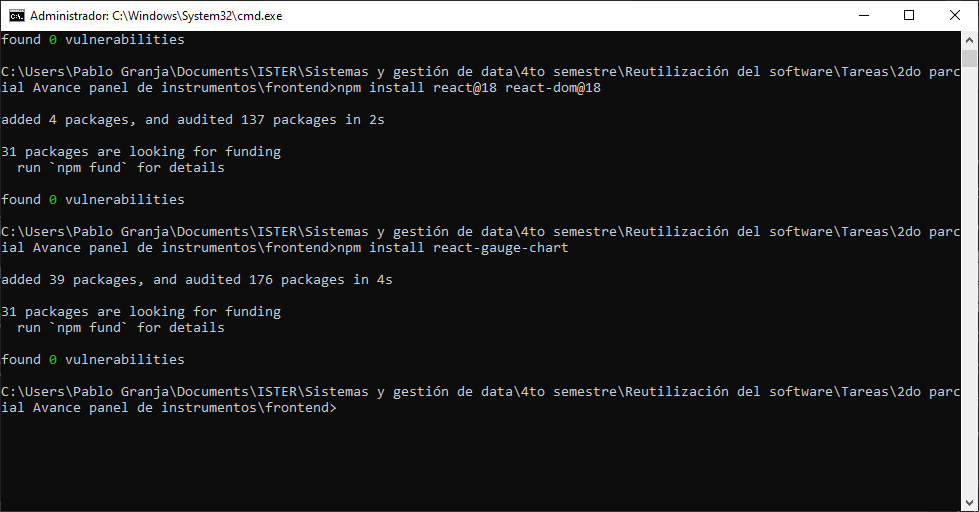 Administrador: C:\Windows\System32\cmd.exe
found 0 vulnerabilities
C:\Users\Pablo Granja\Documents\ISTER\Sistemas y gestión de data\4to semestre\Reutilización del software\Tareas\2do parc
ial Avance panel de instrumentos\frontend>npm install react@18 react-dom@18
added 4 packages, and audited 137 packages in 2s
31 packages are looking for funding
  run `npm fund` for details
found 0 vulnerabilities
C:\Users\Pablo Granja\Documents\ISTER\Sistemas y gestión de data\4to semestre\Reutilización del software\Tareas\2do parc
ial Avance panel de instrumentos\frontend>npm install react-gauge-chart
added 39 packages, and audited 176 packages in 4s
31 packages are looking for funding
  run `npm fund` for details
found 0 vulnerabilities
C:\Users\Pablo Granja\Documents\ISTER\Sistemas y gestión de data\4to semestre\Reutilización del software\Tareas\2do parc
ial Avance panel de instrumentos\frontend>